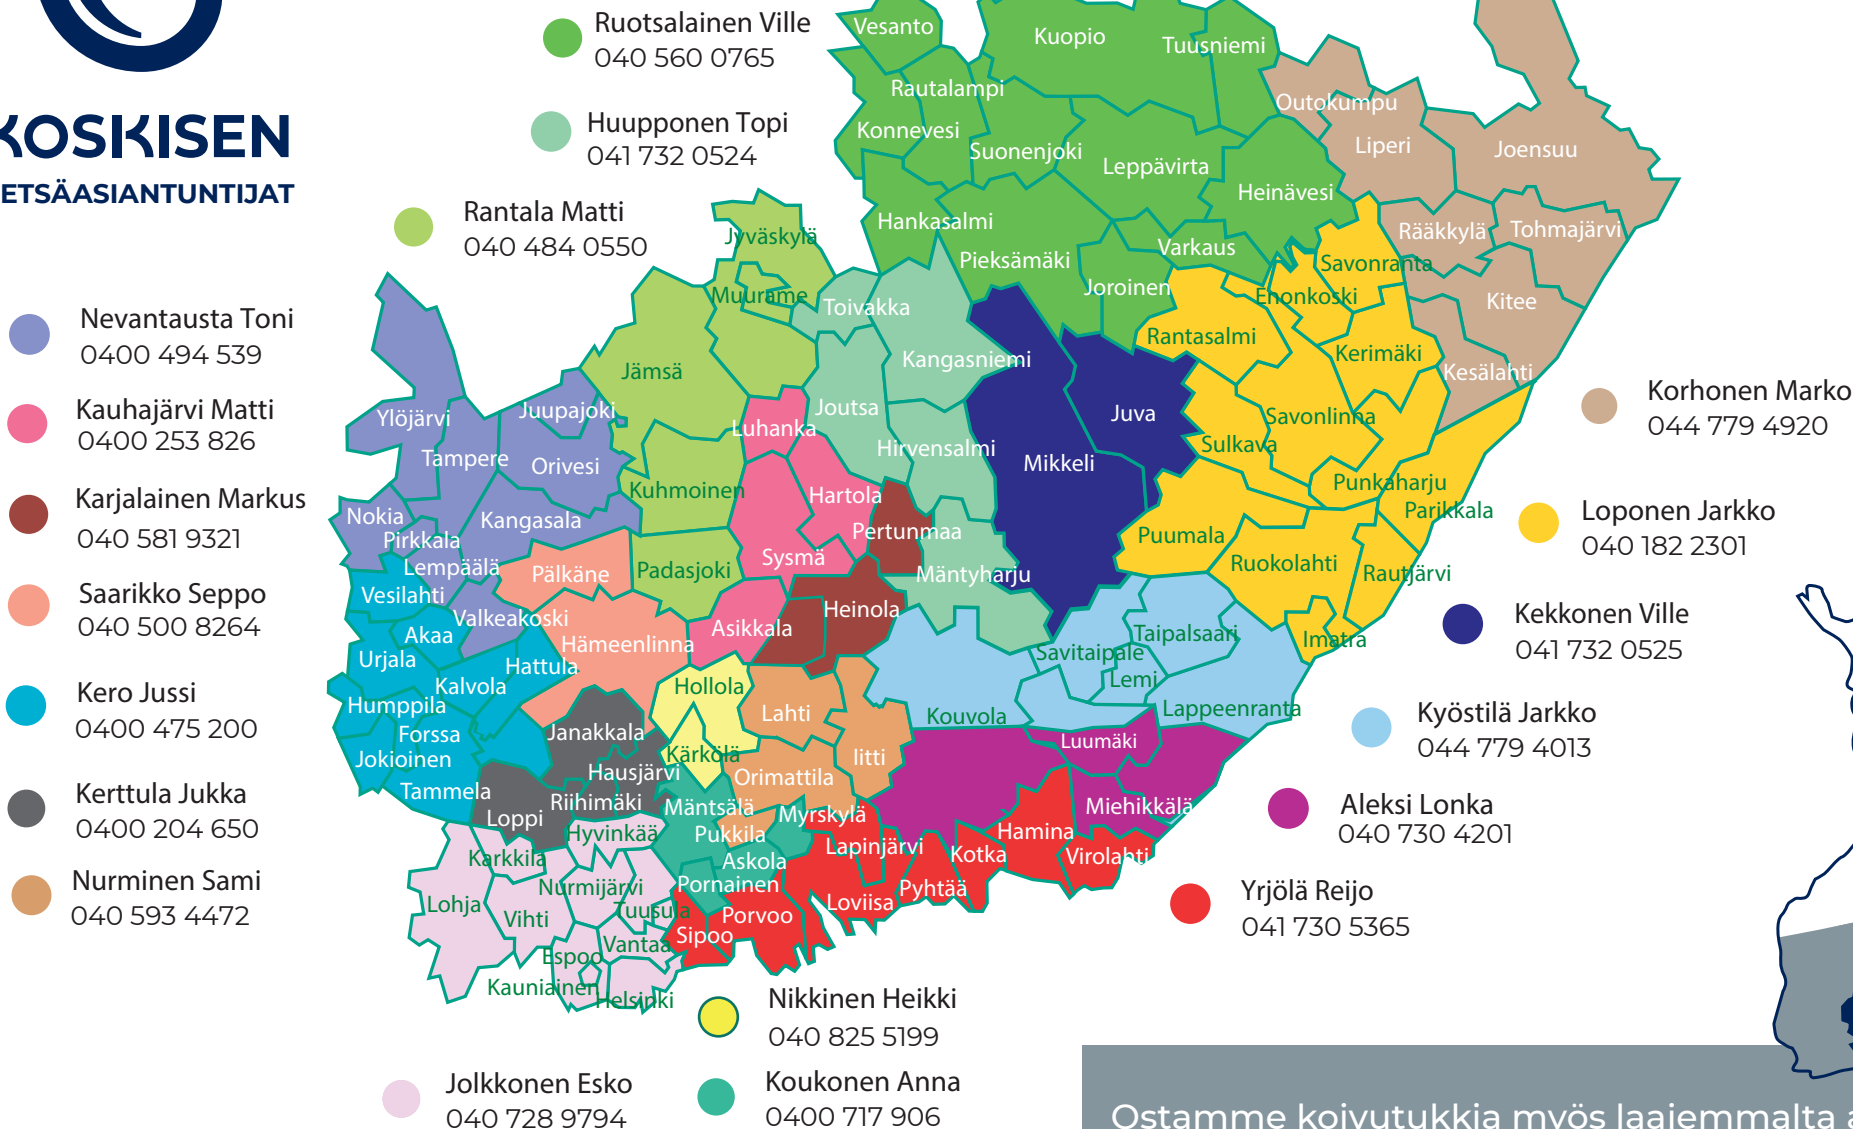 KOSKISEN
ETSÄASIANTUNTIJAT
Ruotsalainen Ville
040 560 0765
Huupponen Topi
041 732 0524
Rantala Matti
040 484 0550
Nevantausta Toni
0400 494 539
Kauhajärvi Matti
0400 253 826
Karjalainen Markus
040 581 9321
Saarikko Seppo
040 500 8264
Kero Jussi
0400 475 200
Kerttula Jukka
0400 204 650
Nurminen Sami
040 593 4472
Vesanto
Kuopio
Tuusniemi
Rautalampi
Konnevesi
Suonenjoki
Leppävirta
Heinävesi
Hankasalmi
Pieksämäki
Varkaus
Joroinen
Outokumpu
Liperi
Joensuu
Rääkkylä
Tohmajärvi
Kitee
Kesälahti
Jyväskylä
Muurame
Toivakka
Kangasniemi
Jämsä
Joutsa
Luhanka
Hirvensalmi
Mikkeli
Juva
Rantasalmi
Enonkoski
Savonranta
Kerimäki
Savonlinna
Sulkava
Punkaharju
Parikkala
Puumala
Ruokolahti
Rautjärvi
Imatra
Ylöjärvi
Juupajoki
Tampere
Orivesi
Kuhmoinen
Hartola
Nokia
Kangasala
Pirkkala
Lempäälä
Pertunmaa
Sysmä
Mäntyharju
Pälkäne
Padasjoki
Vesilahti
Valkeakoski
Akaa
Hämeenlinna
Asikkala
Heinola
Urjala
Hattula
Kalvola
Hollola
Humppila
Forssa
Jokioinen
Tammela
Janakkala
Hausjärvi
Kärkölä
Lahti
Iitti
Orimattila
Kouvola
Savitaipale
Taipalsaari
Lemi
Lappeenranta
Luumäki
Miehikkälä
Loppi
Riihimäki
Hyvinkää
Mäntsälä
Pukkila
Myrskylä
Askola
Pornainen
Lapinjärvi
Kotka
Hamina
Virolahti
Pyhtää
Loviisa
Porvoo
Sipoo
Karkkila
Nurmijärvi
Lohja
Vihti
Tuusula
Vantaa
Espoo
Kauniainen
Helsinki
Korhonen Marko
044 779 4920
Loponen Jarkko
040 182 2301
Kekkonen Ville
041 732 0525
Kyöstilä Jarkko
044 779 4013
Aleksi Lonka
040 730 4201
Yrjölä Reijo
041 730 5365
Nikkinen Heikki
040 825 5199
Jolkkonen Esko
040 728 9794
Koukonen Anna
0400 717 906
Ostamme koivutukkia myös laajemmalta